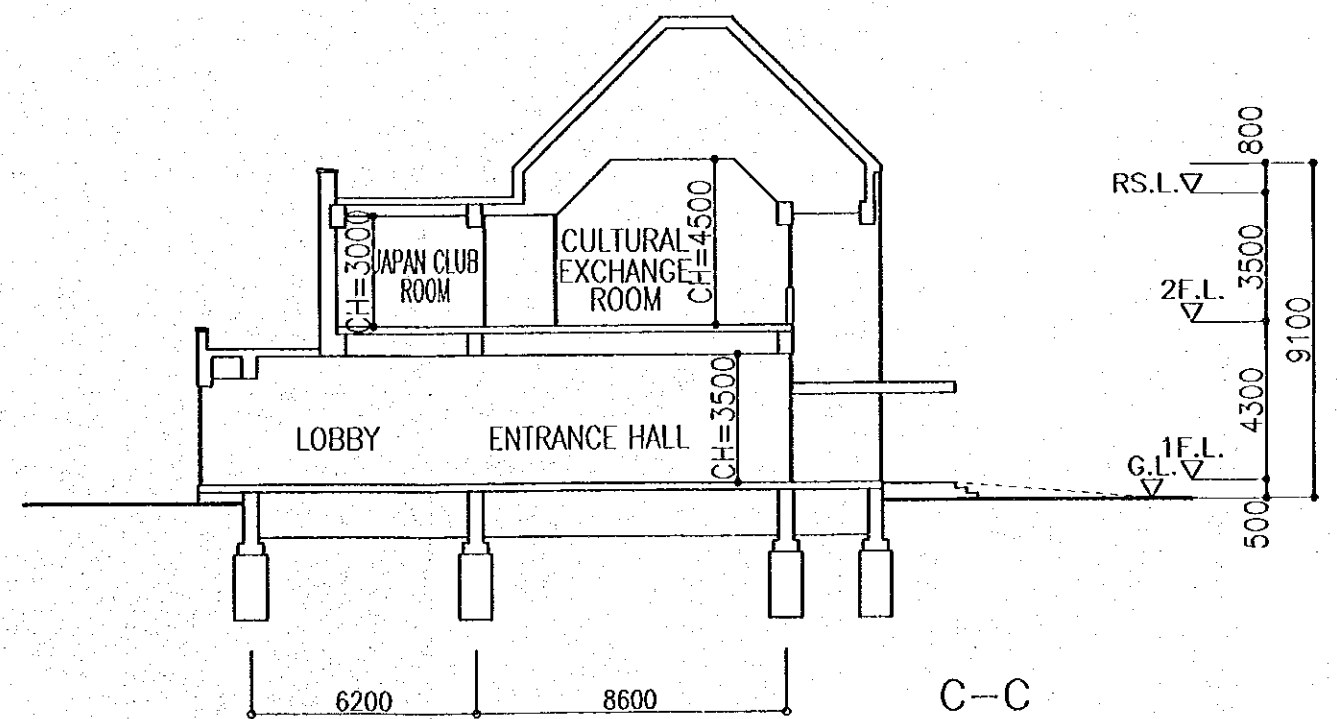 800
RS.L.
CH=3000
JAPAN CLUB
ROOM
CULTURAL
EXCHANGE
ROOM
CH=4500
3500
2F.L.
9100
CH=3500
4300
LOBBY
ENTRANCE HALL
1F.L.
G.L.
500
6200
8600
C-C